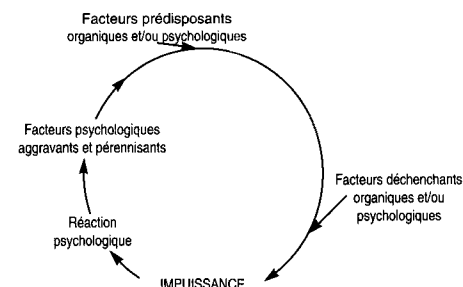 Facteurs prédisposants
organiques et/ou psychologiques
Facteurs psychologiques
aggravants et pérennisants
Facteurs déchenchants
organiques et/ou
psychologiques
Réaction
psychologique
IMPUISSANCE